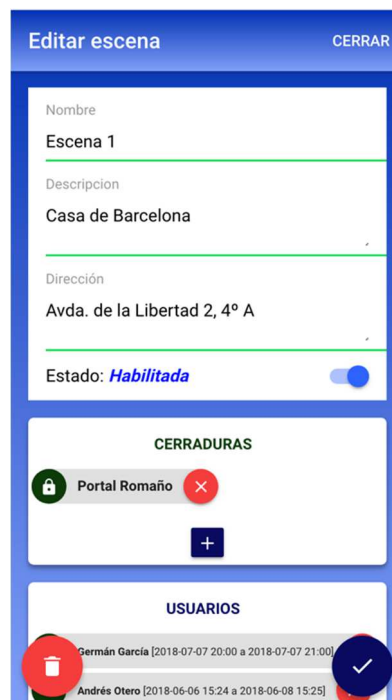 Editar escena CERRAR
Nombre
Escena 1
Descripcion
Casa de Barcelona
Dirección
Avda. de la Libertad 2, 4º A
Estado: Habilitada
CERRADURAS
Portal Romaño
USUARIOS
Germán García [2018-07-07 20:00 a 2018-07-07 21:00]
Andrés Otero [2018-06-06 15:24 a 2018-06-08 15:25]